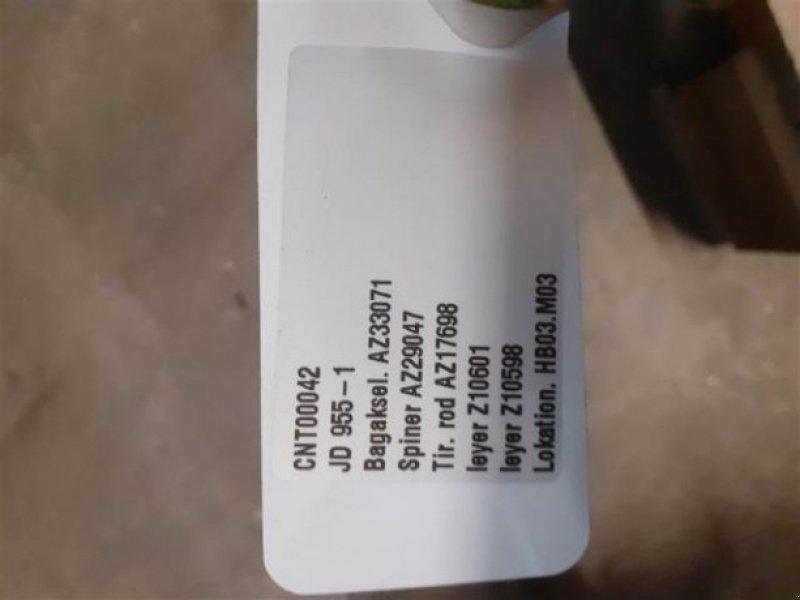 CNT00042
JD 955-1
Bagaksel. AZ33071
Spiner AZ29047
Tir. rod AZ17698
leyer Z10601
leyer Z10598
Lokation. HB03.M03